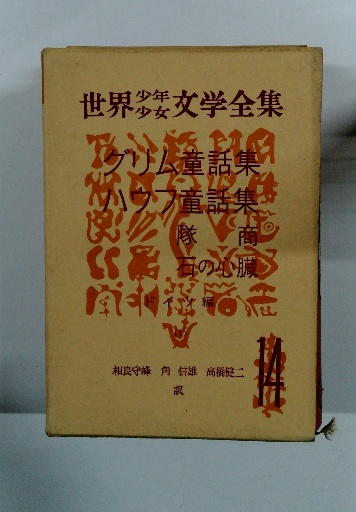 世界少年少女文学全集
グリム童話集
ハウフ童話集
隊商
石の心臓
ドイツ編
相良守峰 角信雄 高橋健二
訳
14